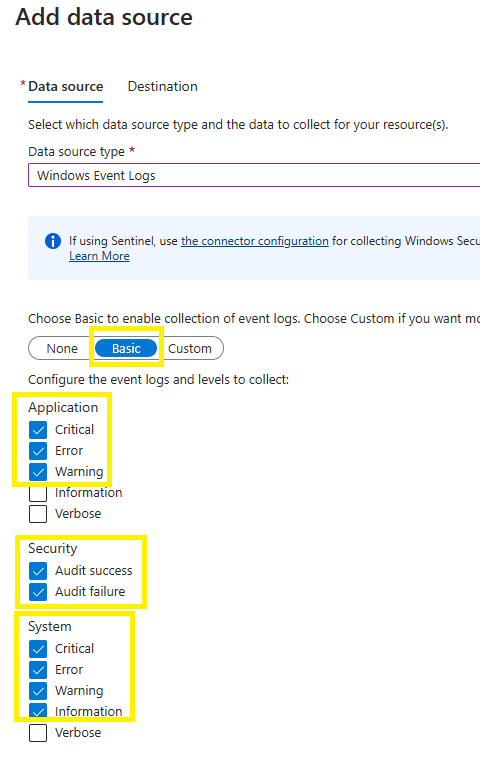 Add data source
* Data source Destination
Select which data source type and the data to collect for your resource(s).
Data source type *
Windows Event Logs
If using Sentinel, use the connector configuration for collecting Windows Secu
Learn More
Choose Basic to enable collection of event logs. Choose Custom if you want mo
None Basic Custom
Configure the event logs and levels to collect:
Application
Critical
Error
Warning
Information
Verbose
Security
Audit success
Audit failure
System
Critical
Error
Warning
Information
Verbose